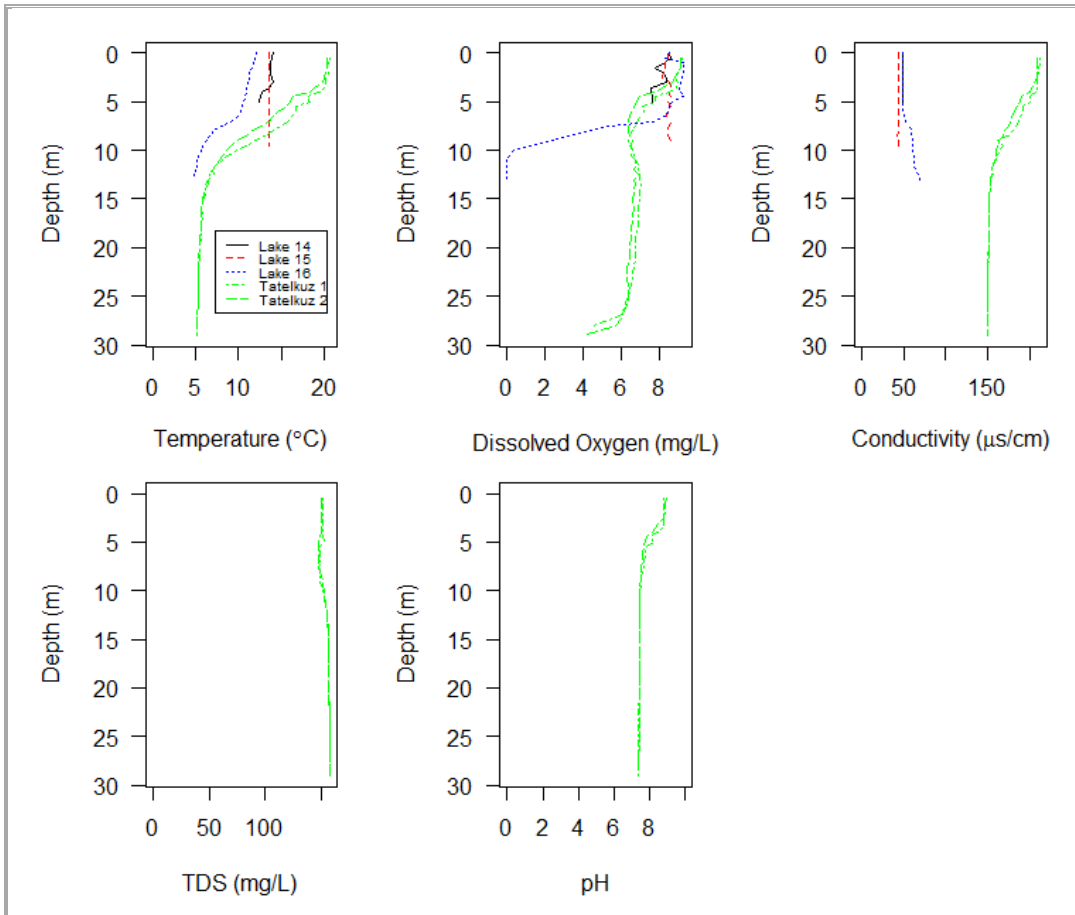 0
5
10
15
20
25
30
Depth (m)
Lake 14
Lake 15
Lake 16
Tatelkuz 1
Tatelkuz 2
0 5 10 20
Temperature (°C)
0
5
10
15
20
25
30
Depth (m)
0 2 4 6 8
Dissolved Oxygen (mg/L)
0
5
10
15
20
25
30
Depth (m)
0 50 150
Conductivity (µs/cm)
0
5
10
15
20
25
30
Depth (m)
0 50 100
TDS (mg/L)
0
5
10
15
20
25
30
Depth (m)
0 2 4 6 8
pH